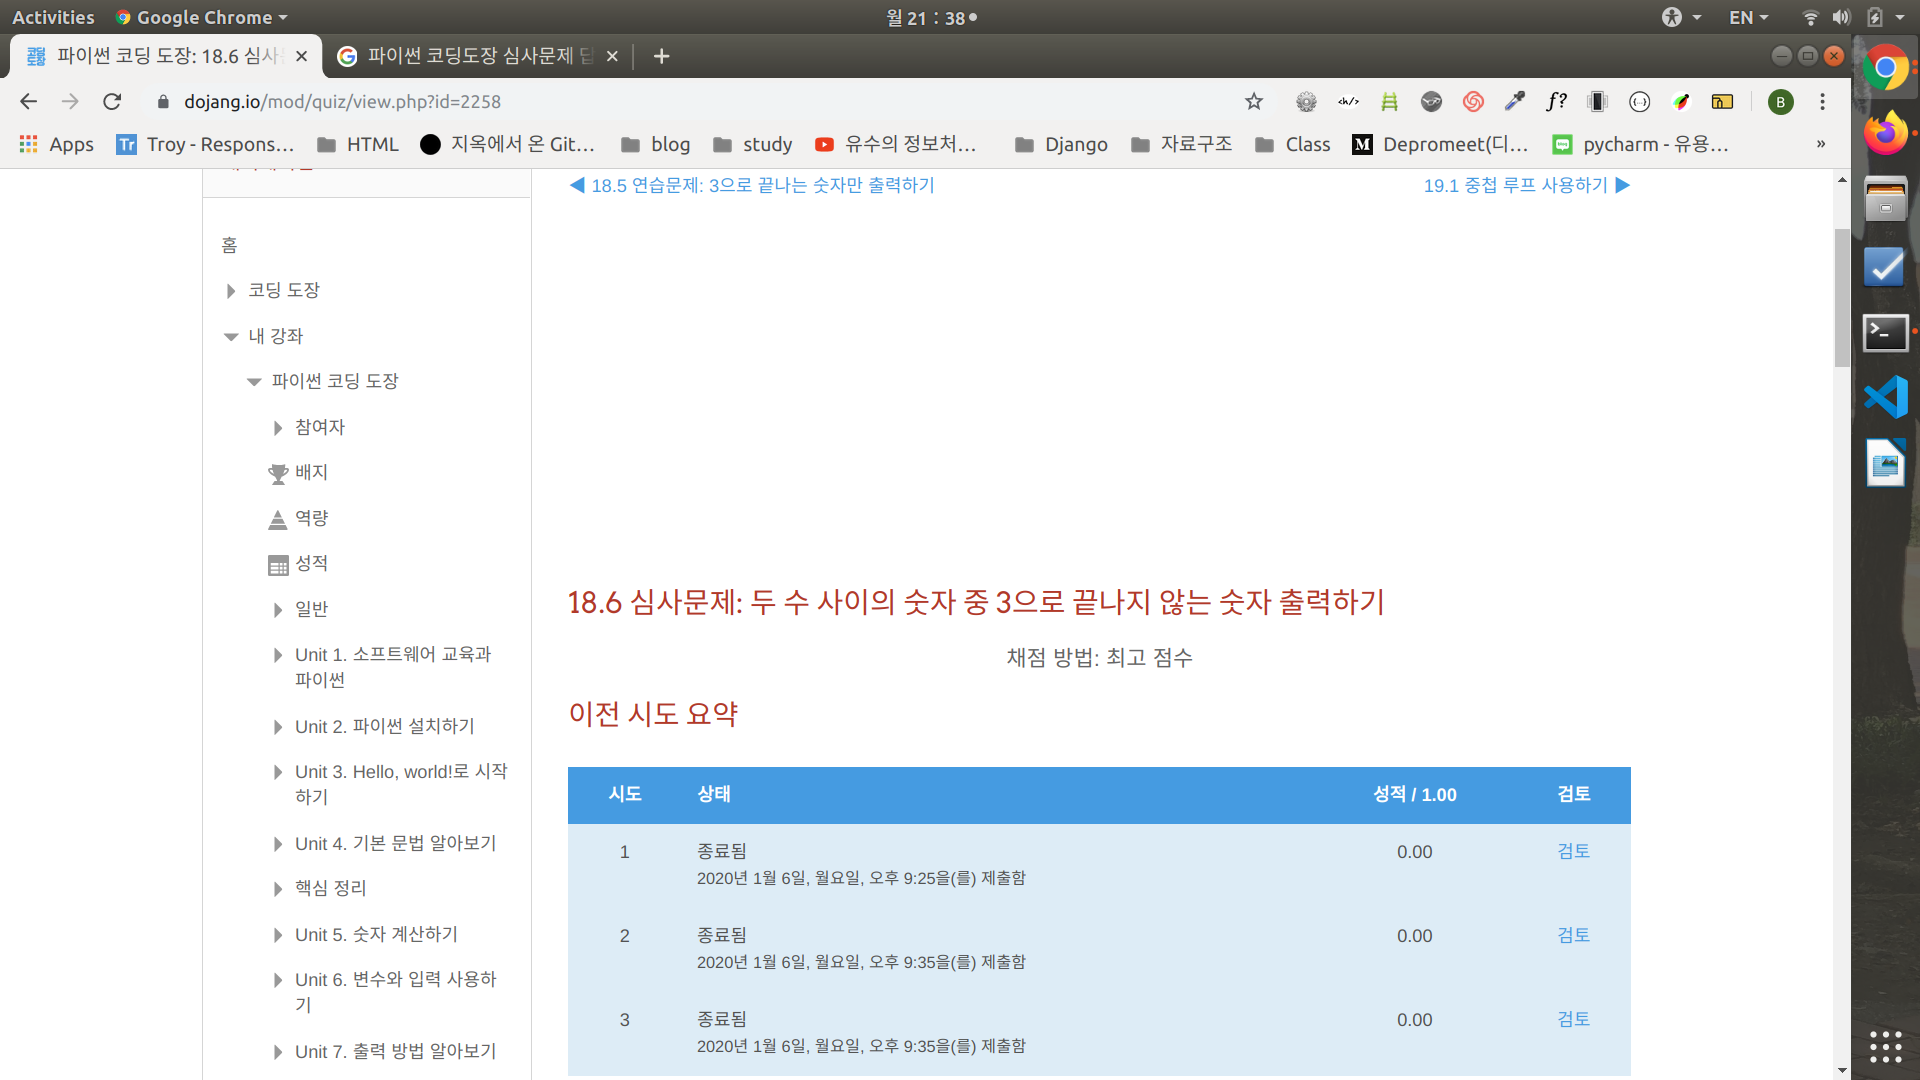 Activities
Google Chrome
월 21 : 38
EN
파이썬 코딩 도장: 18.6 심사
파이썬 코딩도장 심사문제 답
dojang.io/mod/quiz/view.php?id=2258
<h/>
f?
{...}
B
Apps
Tr
Troy - Respons...
HTML
지옥에서 온 Git...
blog
study
유수의 정보처...
Django
자료구조
Class
M
Depromeet(디...
pycharm - 유용...
»
◀ 18.5 연습문제: 3으로 끝나는 숫자만 출력하기
19.1 중첩 루프 사용하기 ▶
홈
코딩 도장
내 강좌
파이썬 코딩 도장
참여자
배지
역량
성적
일반
Unit 1. 소프트웨어 교육과
파이썬
Unit 2. 파이썬 설치하기
Unit 3. Hello, world!로 시작
하기
Unit 4. 기본 문법 알아보기
핵심 정리
Unit 5. 숫자 계산하기
Unit 6. 변수와 입력 사용하
기
Unit 7. 출력 방법 알아보기
18.6 심사문제: 두 수 사이의 숫자 중 3으로 끝나지 않는 숫자 출력하기
채점 방법: 최고 점수
이전 시도 요약
시도 상태 성적 / 1.00 검토
1 종료됨 0.00 검토
2020년 1월 6일, 월요일, 오후 9:25을(를) 제출함
2 종료됨 0.00 검토
2020년 1월 6일, 월요일, 오후 9:35을(를) 제출함
3 종료됨 0.00 검토
2020년 1월 6일, 월요일, 오후 9:35을(를) 제출함